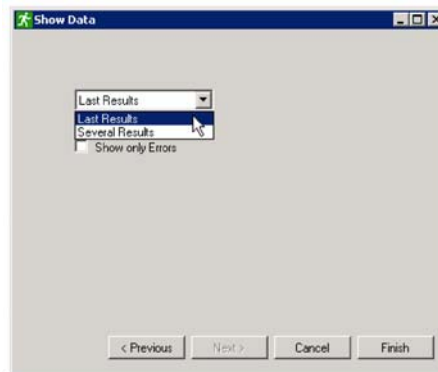 Show Data
Last Results
Last Results
Several Results
Show only Errors
< Previous
Next >
Cancel
Finish